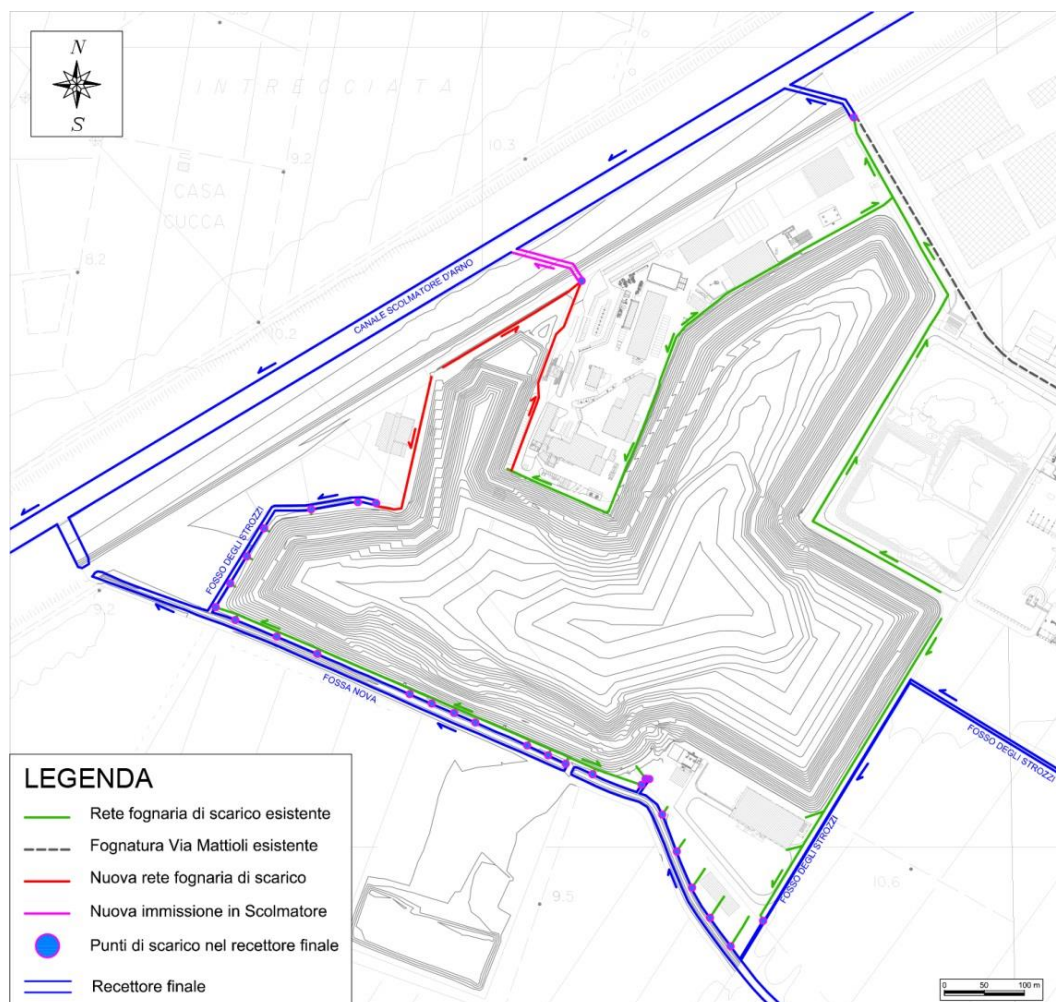 N
S
INTRECCIATA
9.2
10.3
CASA
CUCCA
8.2
10.2
CANALE SCOLMATORE D'ARNO
FOSSO DEGLI STROZZI
9.2
FOSSA NOVA
FOSSO DEGLI STROZZI
FOSSO DEGLI STROZZI
10.6
9.5
LEGENDA
Rete fognaria di scarico esistente
Fognatura Via Mattioli esistente
Nuova rete fognaria di scarico
Nuova immissione in Scolmatore
Punti di scarico nel recettore finale
Recettore finale
0 50 100 m